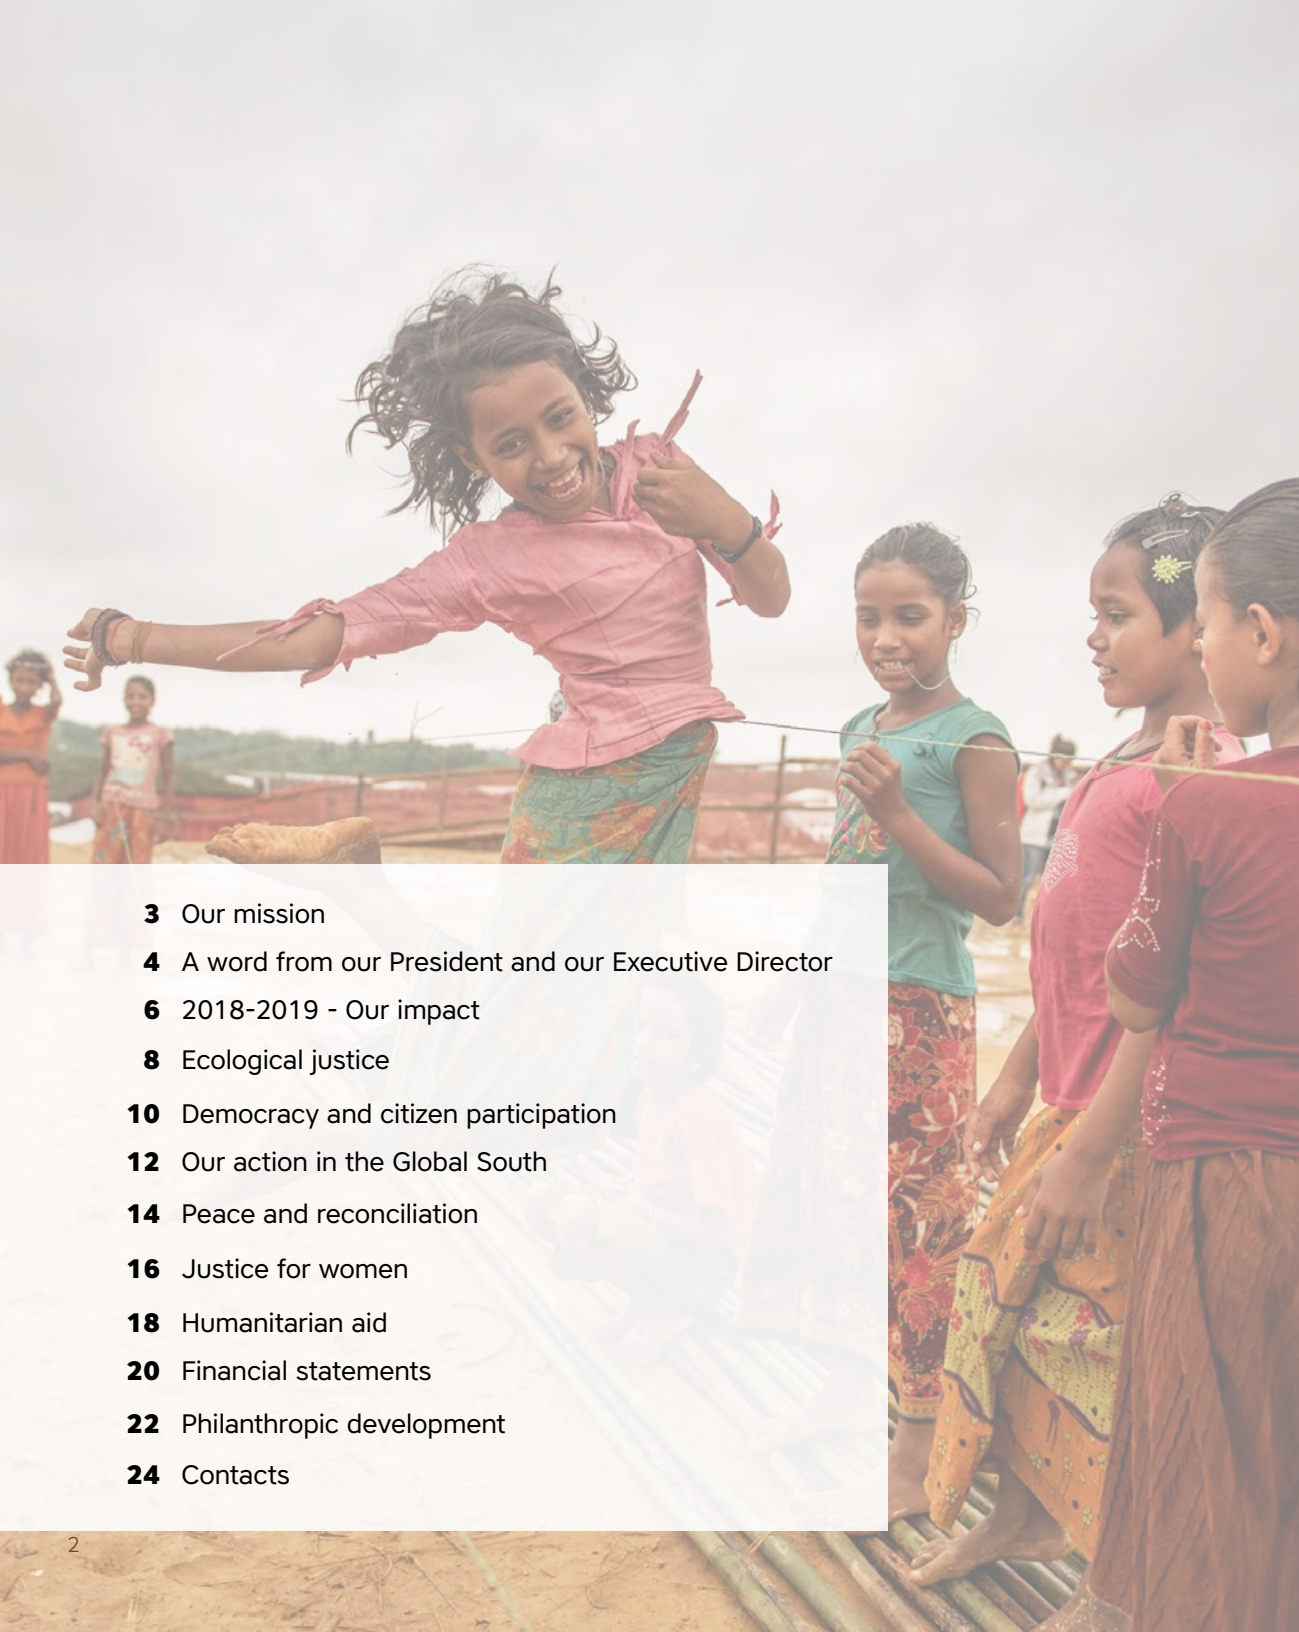 3 Our mission
4 A word from our President and our Executive Director
6 2018-2019 - Our impact
8 Ecological justice
10 Democracy and citizen participation
12 Our action in the Global South
14 Peace and reconciliation
16 Justice for women
18 Humanitarian aid
20 Financial statements
22 Philanthropic development
24 Contacts
2